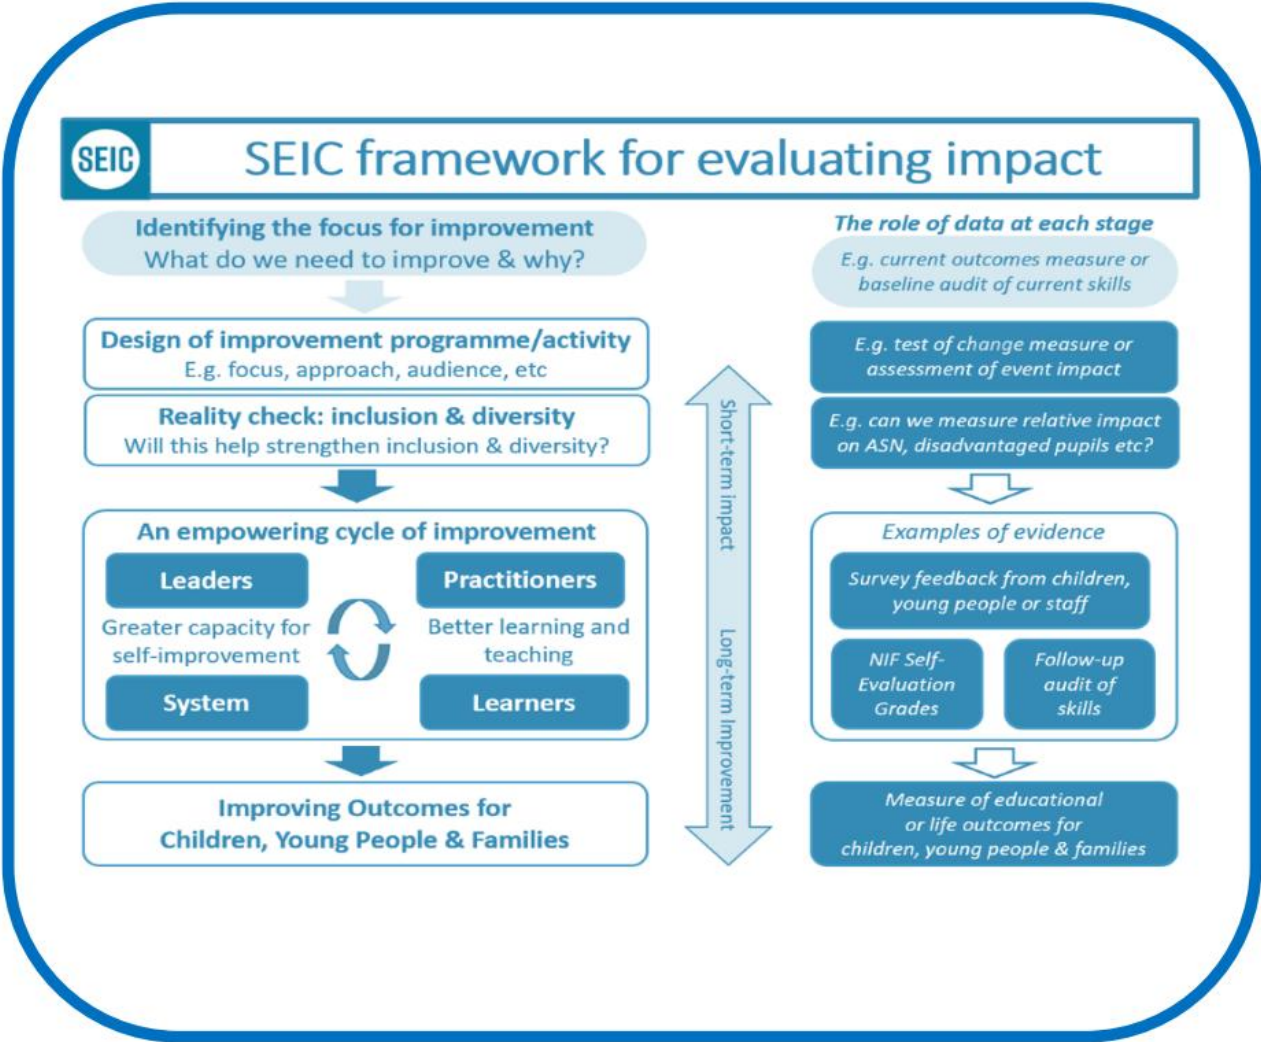 SEIC
SEIC framework for evaluating impact
Identifying the focus for improvement
What do we need to improve & why?
Design of improvement programme/activity
E.g. focus, approach, audience, etc
Reality check: inclusion & diversity
Will this help strengthen inclusion & diversity?
An empowering cycle of improvement
Leaders
Practitioners
Greater capacity for
self-improvement
Better learning and
teaching
System
Learners
Improving Outcomes for
Children, Young People & Families
Short-term impact
Long-term Improvement
The role of data at each stage
E.g. current outcomes measure or
baseline audit of current skills
E.g. test of change measure or
assessment of event impact
E.g. can we measure relative impact
on ASN, disadvantaged pupils etc?
Examples of evidence
Survey feedback from children,
young people or staff
NIF Self-
Evaluation
Grades
Follow-up
audit of
skills
Measure of educational
or life outcomes for
children, young people & families